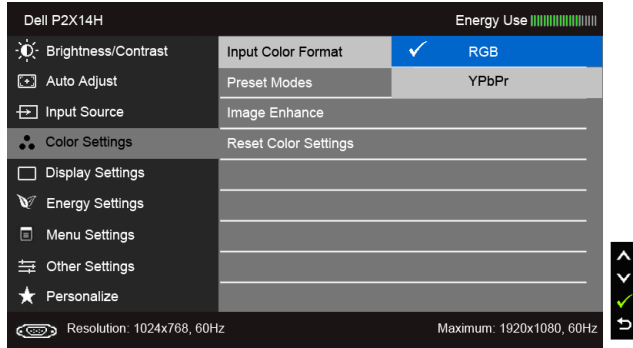 Dell P2X14H Energy Use
Brightness/Contrast Input Color Format RGB
Auto Adjust Preset Modes YPbPr
Input Source Image Enhance
Color Settings Reset Color Settings
Display Settings
Energy Settings
Menu Settings
Other Settings
Personalize
Resolution: 1024x768, 60Hz Maximum: 1920x1080, 60Hz